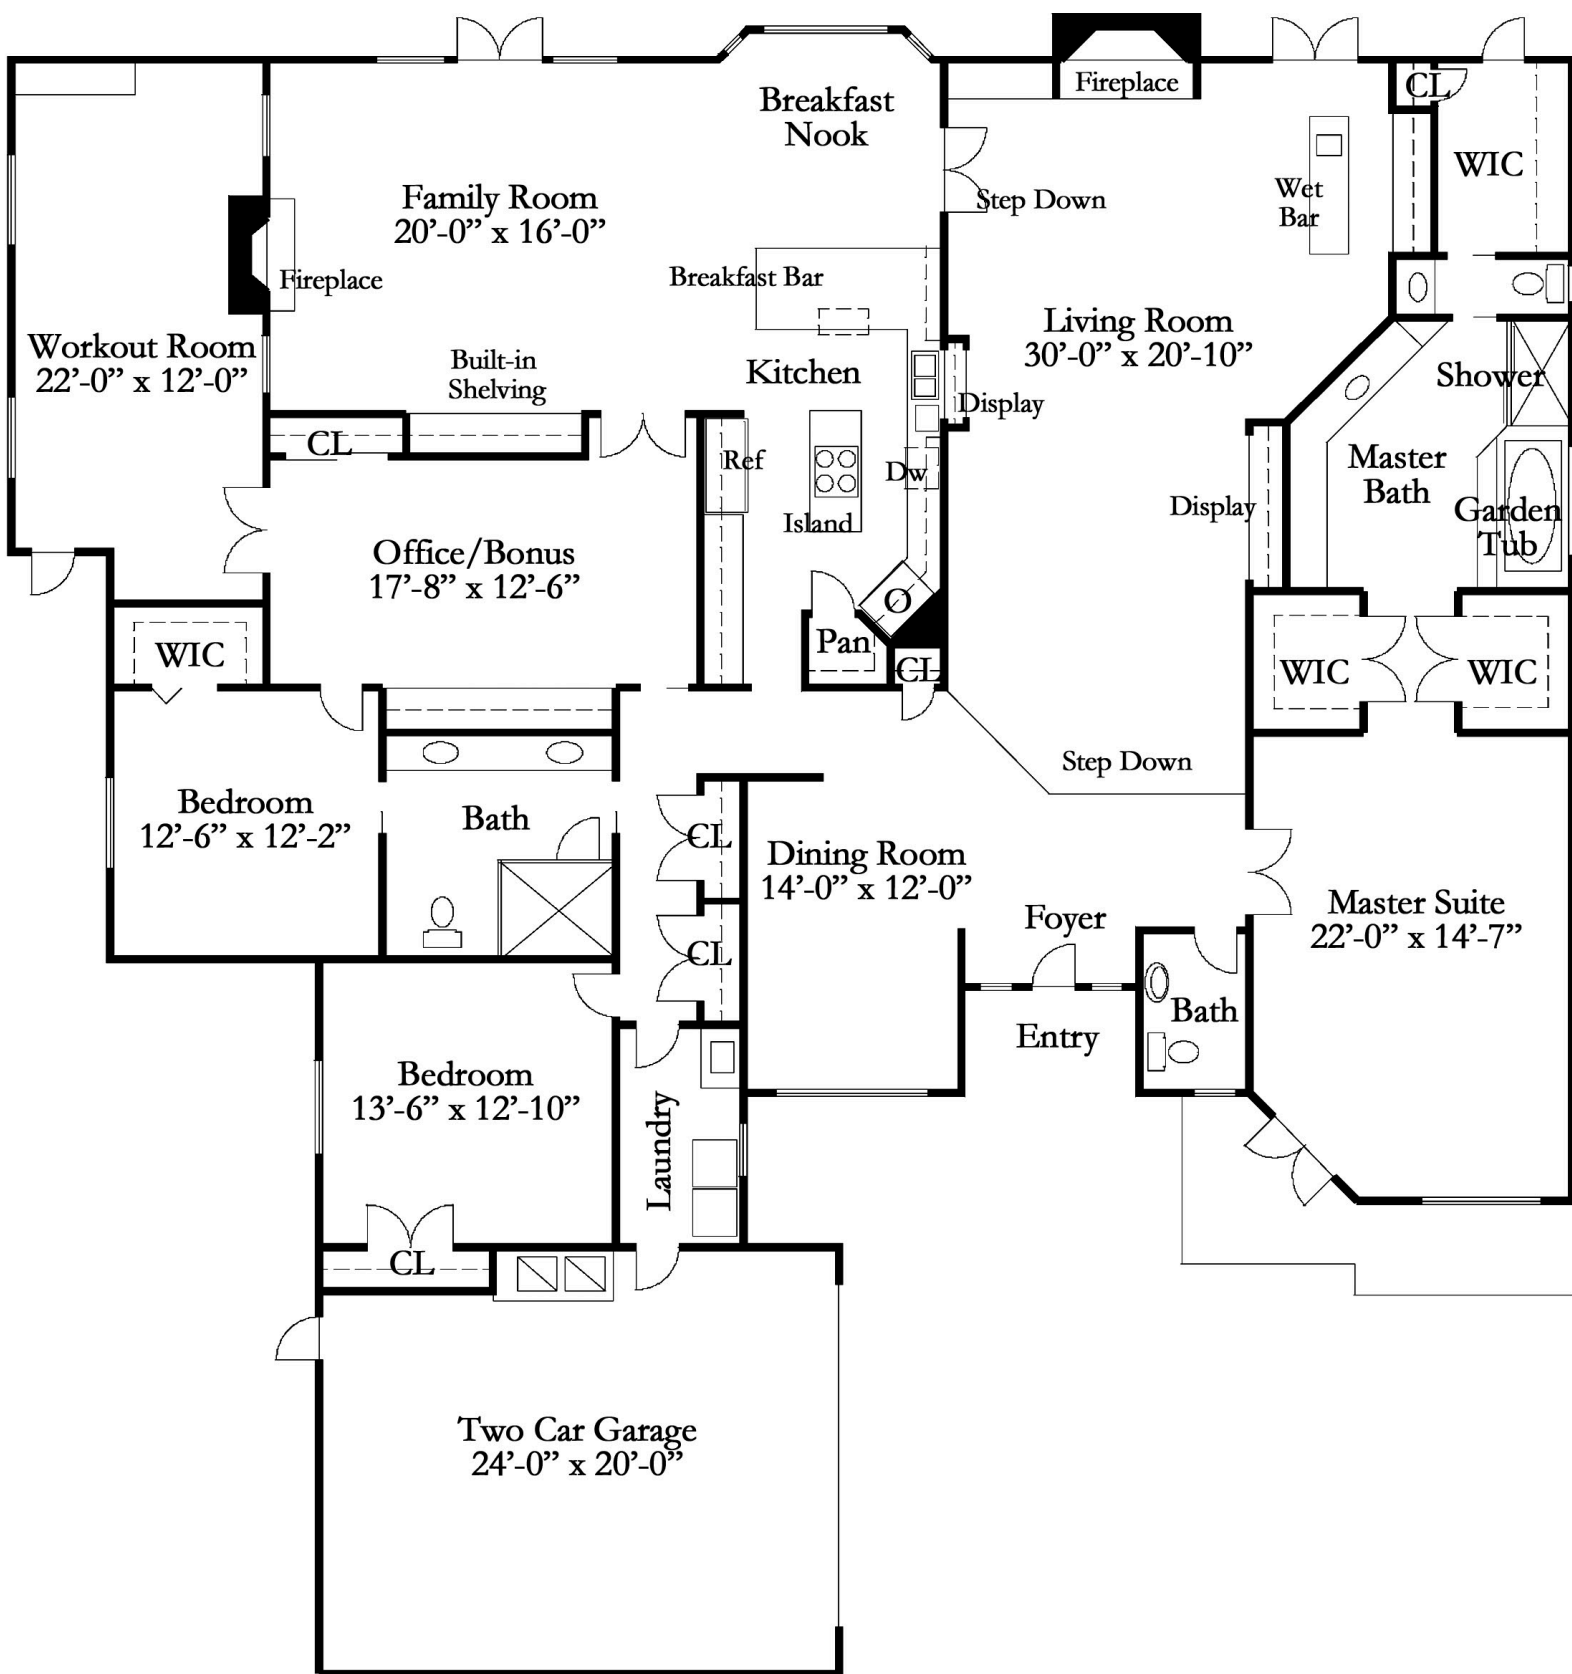 Fireplace
CL
Breakfast
Nook
WIC
Family Room
20'-0" x 16'-0"
Step Down
Wet
Bar
Fireplace
Breakfast Bar
Workout Room
22'-0" x 12'-0"
Built-in
Shelving
Kitchen
Living Room
30'-0" x 20'-10"
Shower
Display
CL
Ref
Dw
Master
Bath
Display
Garden
Tub
Island
Office/Bonus
17'-8" x 12'-6"
O
WIC
Pan
CL
WIC
WIC
Step Down
Bedroom
12'-6" x 12'-2"
Bath
CL
Dining Room
14'-0" x 12'-0"
Foyer
Master Suite
22'-0" x 14'-7"
CL
Bath
Entry
Bedroom
13'-6" x 12'-10"
Laundry
CL
Two Car Garage
24'-0" x 20'-0"